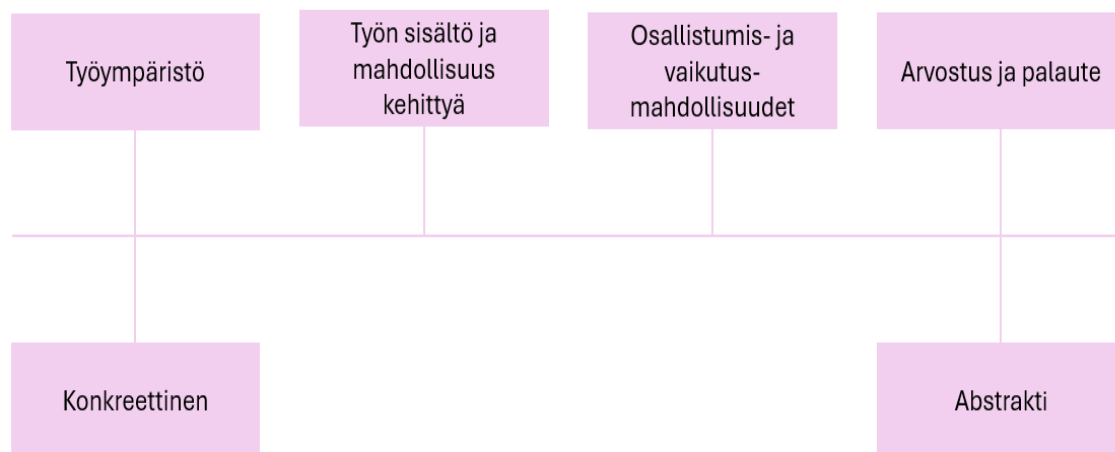 Työympäristö
Työn sisältö ja
mahdollisuus
kehittyä
Osallistumis- ja
vaikutus-
mahdollisuudet
Arvostus ja palaute
Konkreettinen
Abstrakti